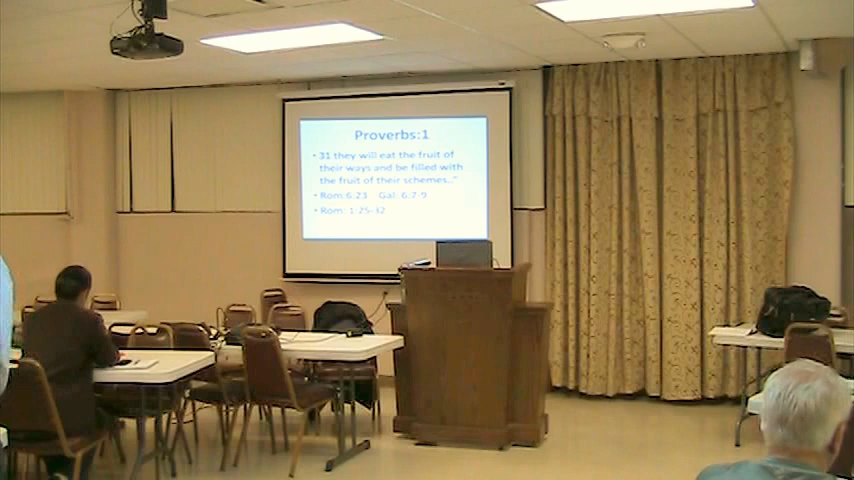 Proverbs:1
• 31 they will eat the fruit of
their ways and be filled with
the fruit of their schemes.."
• Rom:6.23 Gal: 6.7-9
• Rom: 1:25-32